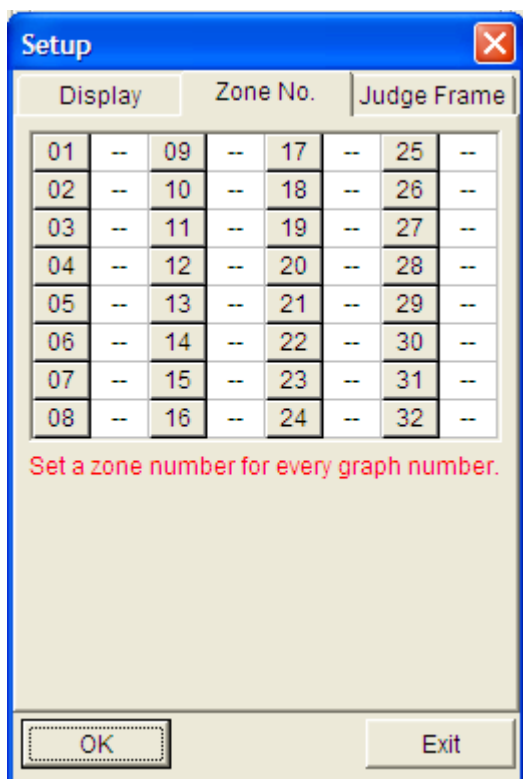 Setup
Display Zone No. Judge Frame
01 -- 09 -- 17 -- 25 --
02 -- 10 -- 18 -- 26 --
03 -- 11 -- 19 -- 27 --
04 -- 12 -- 20 -- 28 --
05 -- 13 -- 21 -- 29 --
06 -- 14 -- 22 -- 30 --
07 -- 15 -- 23 -- 31 --
08 -- 16 -- 24 -- 32 --
Set a zone number for every graph number.
OK Exit